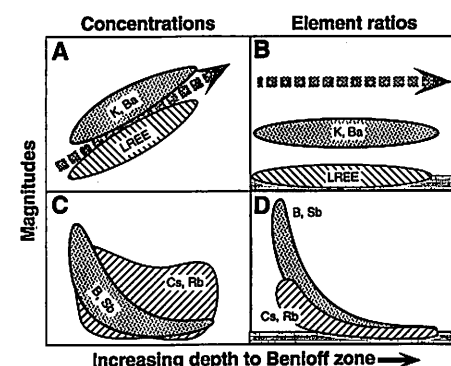 Concentrations
Element ratios
A
K, Ba
LREE
B
K, Ba
LREE
C
B, Sb
Cs, Rb
D
B, Sb
Cs, Rb
Magnitudes
Increasing depth to Benioff zone